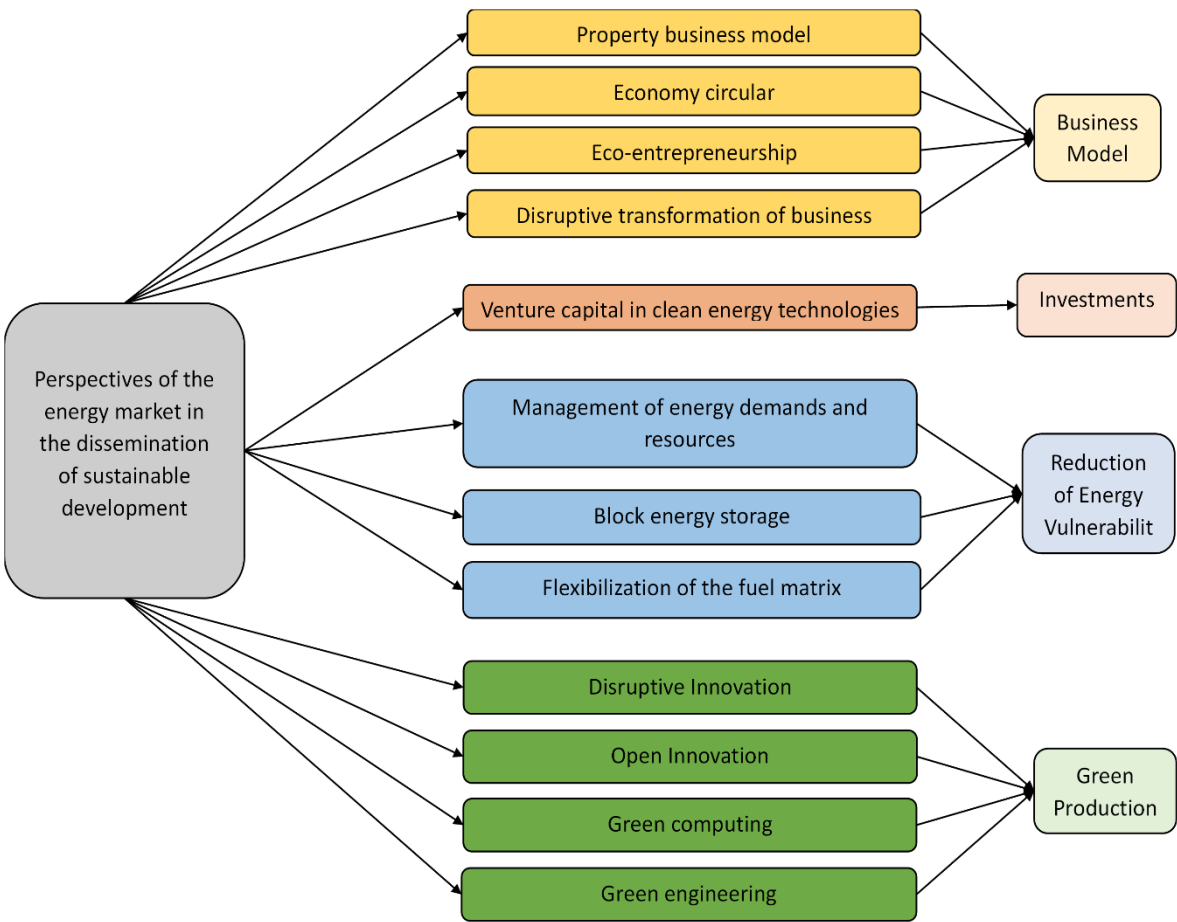 Property business model
Economy circular
Eco-entrepreneurship
Disruptive transformation of business
Business
Model
Venture capital in clean energy technologies
Investments
Perspectives of the
energy market in
the dissemination
of sustainable
development
Management of energy demands and
resources
Block energy storage
Flexibilization of the fuel matrix
Reduction
of Energy
Vulnerabilit
Disruptive Innovation
Open Innovation
Green computing
Green engineering
Green
Production